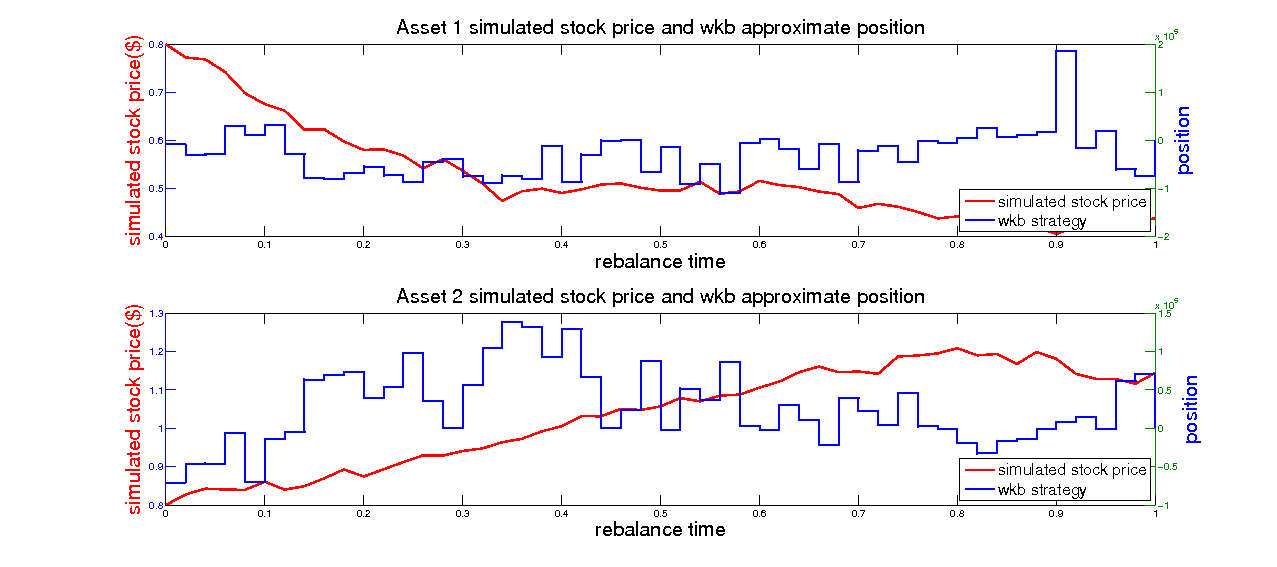 Asset 1 simulated stock price and wkb approximate position
simulated stock price($)
0.8
0.7
0.6
0.5
0.4
x 10^5
2
1
0
−1
−2
position
simulated stock price
wkb strategy
0 0.1 0.2 0.3 0.4 0.5 0.6 0.7 0.8 0.9 1
rebalance time
Asset 2 simulated stock price and wkb approximate position
simulated stock price($)
1.3
1.2
1.1
1
0.9
0.8
x 10^5
1.5
1
0.5
0
−0.5
−1
position
simulated stock price
wkb strategy
0 0.1 0.2 0.3 0.4 0.5 0.6 0.7 0.8 0.9 1
rebalance time